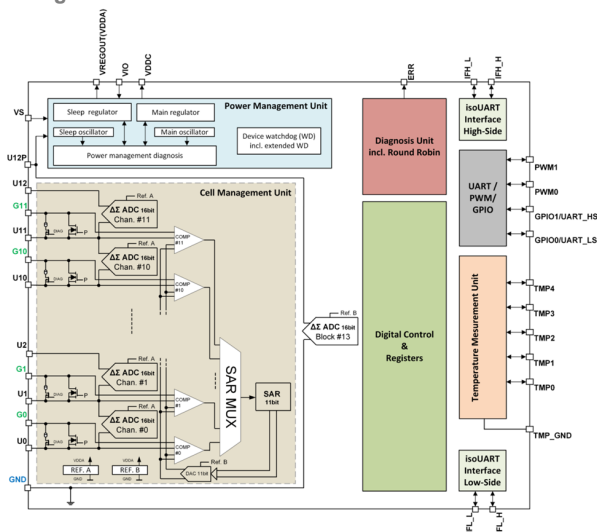 VREGOUT(VDDA)
VIO
VDDC
ERR
IFH_L
IFH_H
VS
U12P
U12
G11
U11
G10
U10
U2
G1
U1
G0
U0
GND
Power Management Unit
Sleep regulator
Main regulator
Sleep oscillator
Main oscillator
Power management diagnosis
Device watchdog (WD)
incl. extended WD
Cell Management Unit
Ref. A
ΔΣ ADC 16bit
Chan. #11
DIAG
P
COMP
#11
Ref. A
ΔΣ ADC 16bit
Chan. #10
DIAG
P
COMP
#10
Ref. A
ΔΣ ADC 16bit
Chan. #1
DIAG
P
COMP
#1
Ref. A
ΔΣ ADC 16bit
Chan. #0
DIAG
P
COMP
#0
SAR MUX
SAR
11bit
Ref. B
DAC 11bit
VDDA
REF. A
GND
VDDA
REF. B
GND
Ref. B
ΔΣ ADC 16bit
Block #13
Diagnosis Unit
incl. Round Robin
Digital Control
&
Registers
isoUART
Interface
High-Side
UART /
PWM/
GPIO
PWM1
PWM0
GPIO1/UART_HS
GPIO0/UART_LS
Temperature Mesurement Unit
TMP4
TMP3
TMP2
TMP1
TMP0
TMP_GND
isoUART
Interface
Low-Side